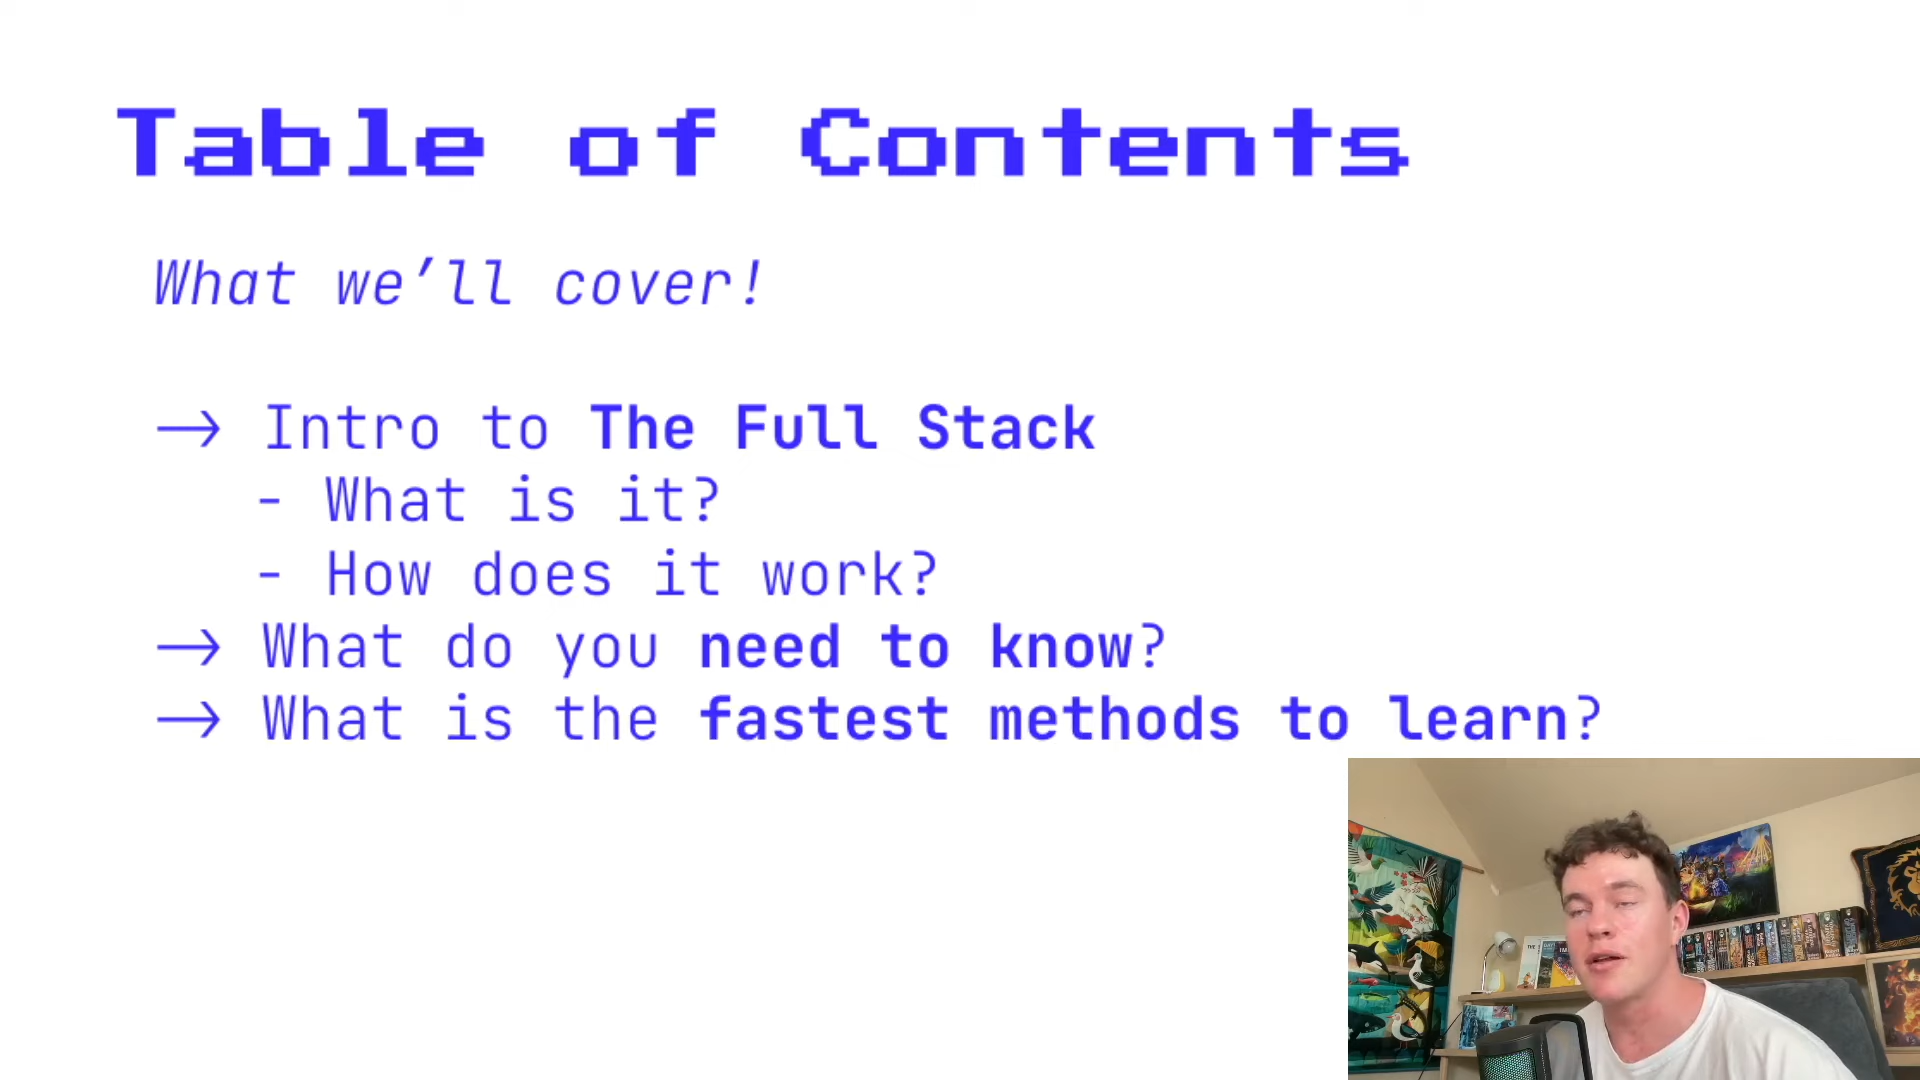 Table of Contents
What we’ll cover!
→ Intro to The Full Stack
- What is it?
- How does it work?
→ What do you need to know?
→ What is the fastest methods to learn?